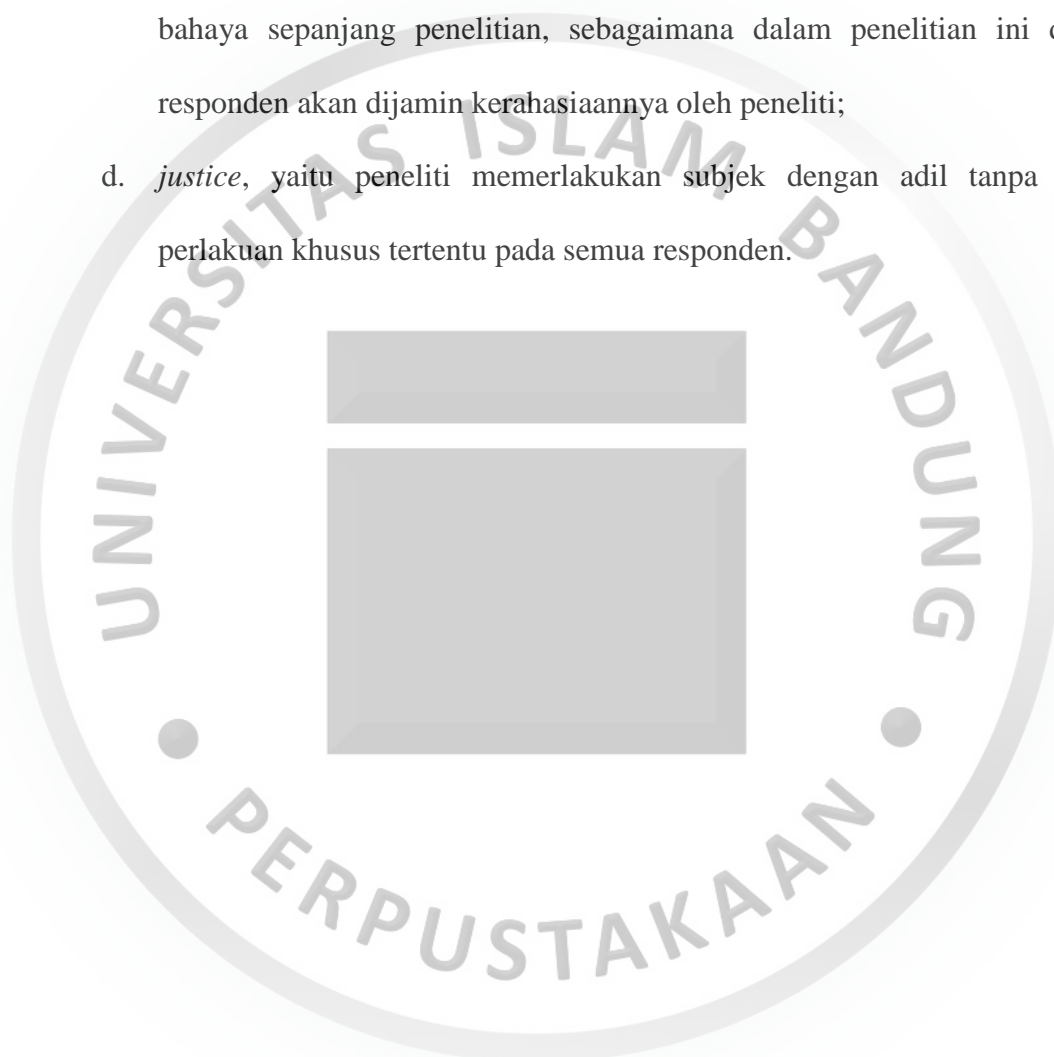 bahaya sepanjang penelitian, sebagaimana dalam penelitian ini
responden akan dijamin kerahasiaannya oleh peneliti;
d. justice, yaitu peneliti memerlakukan subjek dengan adil tanpa
perlakuan khusus tertentu pada semua responden.
UNIVERSITAS ISLAM BANDUNG
PERPUSTAKAAN